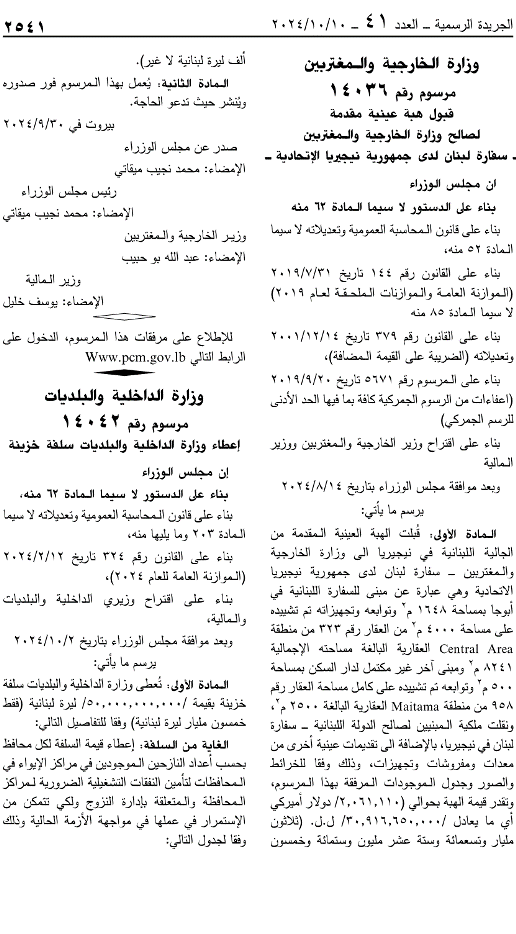 الجريدة الرسمية ــ العدد ٤١ ــ ٢٠٢٤/١٠/١٠
٢٥٤١
وزارة الخارجية والمغتربين
مرسوم رقم ١٤٠٣٦
قبول هبة عينية مقدمة
لصالح وزارة الخارجية والمغتربين
ـ سفارة لبنان لدى جمهورية نيجيريا الإتحادية ـ
ان مجلس الوزراء
بناء على الدستور لا سيما المادة ٦٢ منه
بناء على قانون المحاسبة العمومية وتعديلاته لا سيما
المادة ٥٢ منه،
بناء على القانون رقم ١٤٤ تاريخ ٢٠١٩/٧/٣١
(الموازنة العامة والموازنات الملحقة لعام ٢٠١٩)
لا سيما المادة ٨٥ منه
بناء على القانون رقم ٣٧٩ تاريخ ٢٠٠١/١٢/١٤
وتعديلاته (الضريبة على القيمة المضافة)،
بناء على المرسوم رقم ٥٦٧١ تاريخ ٢٠١٩/٩/٢٠
(اعفاءات من الرسوم الجمركية كافة بما فيها الحد الأدنى
للرسم الجمركي)
بناء على اقتراح وزير الخارجية والمغتربين ووزير
المالية
وبعد موافقة مجلس الوزراء بتاريخ ٢٠٢٤/٨/١٤
يرسم ما يأتي:
المادة الأولى: قُبلت الهبة العينية المقدمة من
الجالية اللبنانية في نيجيريا الى وزارة الخارجية
والمغتربين ــ سفارة لبنان لدى جمهورية نيجيريا
الاتحادية وهي عبارة عن مبنى للسفارة اللبنانية في
أبوجا بمساحة ١٦٤٨ م٢ وتوابعه وتجهيزاته تم تشييده
على مساحة ٤٠٠٠ م٢ من العقار رقم ٣٢٣ من منطقة
Central Area العقارية البالغة مساحته الإجمالية
٨٢٤١ م٢ ومبنى آخر غير مكتمل لدار السكن بمساحة
٥٠٠ م٢ وتوابعه تم تشييده على كامل مساحة العقار رقم
٩٥٨ من منطقة Maitama العقارية البالغة ٢٥٠٠ م٢،
ونقلت ملكية المبنيين لصالح الدولة اللبنانية ــ سفارة
لبنان في نيجيريا، بالإضافة الى تقديمات عينية أخرى من
معدات ومفروشات وتجهيزات، وذلك وفقا للخرائط
والصور وجدول الموجودات المرفقة بهذا المرسوم،
وتقدر قيمة الهبة بحوالي /٢,٠٦١,١١٠/ دولار أميركي
أي ما يعادل /٣٠,٩١٦,٦٥٠,٠٠٠/ ل.ل. (ثلاثون
مليار وتسعمائة وستة عشر مليون وستمائة وخمسون
ألف ليرة لبنانية لا غير).
المادة الثانية: يُعمل بهذا المرسوم فور صدوره
ويُنشر حيث تدعو الحاجة.
بيروت في ٢٠٢٤/٩/٣٠
صدر عن مجلس الوزراء
الإمضاء: محمد نجيب ميقاتي
رئيس مجلس الوزراء
الإمضاء: محمد نجيب ميقاتي
وزير الخارجية والمغتربين
الإمضاء: عبد الله بو حبيب
وزير المالية
الإمضاء: يوسف خليل
للإطلاع على مرفقات هذا المرسوم، الدخول على
الرابط التالي Www.pcm.gov.lb
وزارة الداخلية والبلديات
مرسوم رقم ١٤٠٤٢
إعطاء وزارة الداخلية والبلديات سلفة خزينة
إن مجلس الوزراء
بناء على الدستور لا سيما المادة ٦٢ منه،
بناء على قانون المحاسبة العمومية وتعديلاته لا سيما
المادة ٢٠٣ وما يليها منه،
بناء على القانون رقم ٣٢٤ تاريخ ٢٠٢٤/٢/١٢
(الموازنة العامة للعام ٢٠٢٤)،
بناء على اقتراح وزيري الداخلية والبلديات
والمالية،
وبعد موافقة مجلس الوزراء بتاريخ ٢٠٢٤/١٠/٢
يرسم ما يأتي:
المادة الأولى: تُعطى وزارة الداخلية والبلديات سلفة
خزينة بقيمة /٥٠,٠٠٠,٠٠٠,٠٠٠/ ليرة لبنانية (فقط
خمسون مليار ليرة لبنانية) وفقا للتفاصيل التالي:
الغاية من السلفة: إعطاء قيمة السلفة لكل محافظ
بحسب أعداد النازحين الموجودين في مراكز الإيواء في
المحافظات لتأمين النفقات التشغيلية الضرورية لمراكز
المحافظة والمتعلقة بإدارة النزوح ولكي تتمكن من
الإستمرار في عملها في مواجهة الأزمة الحالية وذلك
وفقا لجدول التالي: